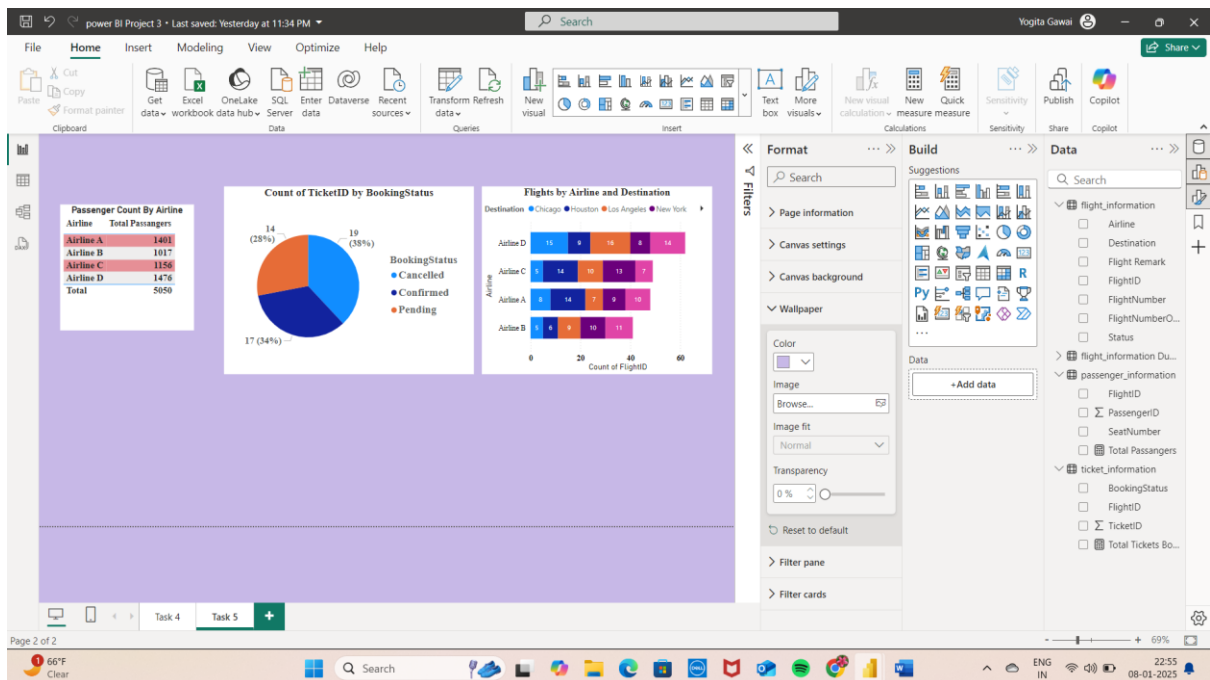 power BI Project 3 • Last saved: Yesterday at 11:34 PM
Search
Yogita Gawai
File Home Insert Modeling View Optimize Help
Share
Paste
Cut
Copy
Format painter
Clipboard
Get data
Excel workbook
OneLake data hub
SQL Server
Enter data
Dataverse
Recent sources
Data
Transform data
Refresh
Queries
New visual
Text box
More visuals
Insert
New visual calculation
New measure
Quick measure
Calculations
Sensitivity
Sensitivity
Publish
Share
Copilot
Copilot
Passenger Count By Airline
Airline Total Passangers
Airline A 1401
Airline B 1017
Airline C 1156
Airline D 1476
Total 5050
Count of TicketID by BookingStatus
14
(28%)
19
(38%)
17 (34%)
BookingStatus
Cancelled
Confirmed
Pending
Flights by Airline and Destination
Destination Chicago Houston Los Angeles New York
Airline
Airline D 15 9 16 8 14
Airline C 5 14 10 13 7
Airline A 8 14 7 9 10
Airline B 5 6 9 10 11
0 20 40 60
Count of FlightID
Filters
Format
Search
Page information
Canvas settings
Canvas background
Wallpaper
Color
Image
Browse...
Image fit
Normal
Transparency
0 %
Reset to default
Filter pane
Filter cards
Build
Suggestions
R
Py
...
Data
+Add data
Data
Search
flight_information
Airline
Destination
Flight Remark
FlightID
FlightNumber
FlightNumberO...
Status
flight_information Du...
passenger_information
FlightID
PassengerID
SeatNumber
Total Passangers
ticket_information
BookingStatus
FlightID
TicketID
Total Tickets Bo...
Task 4
Task 5
Page 2 of 2
69%
1
66°F
Clear
Search
ENG
IN
22:55
08-01-2025